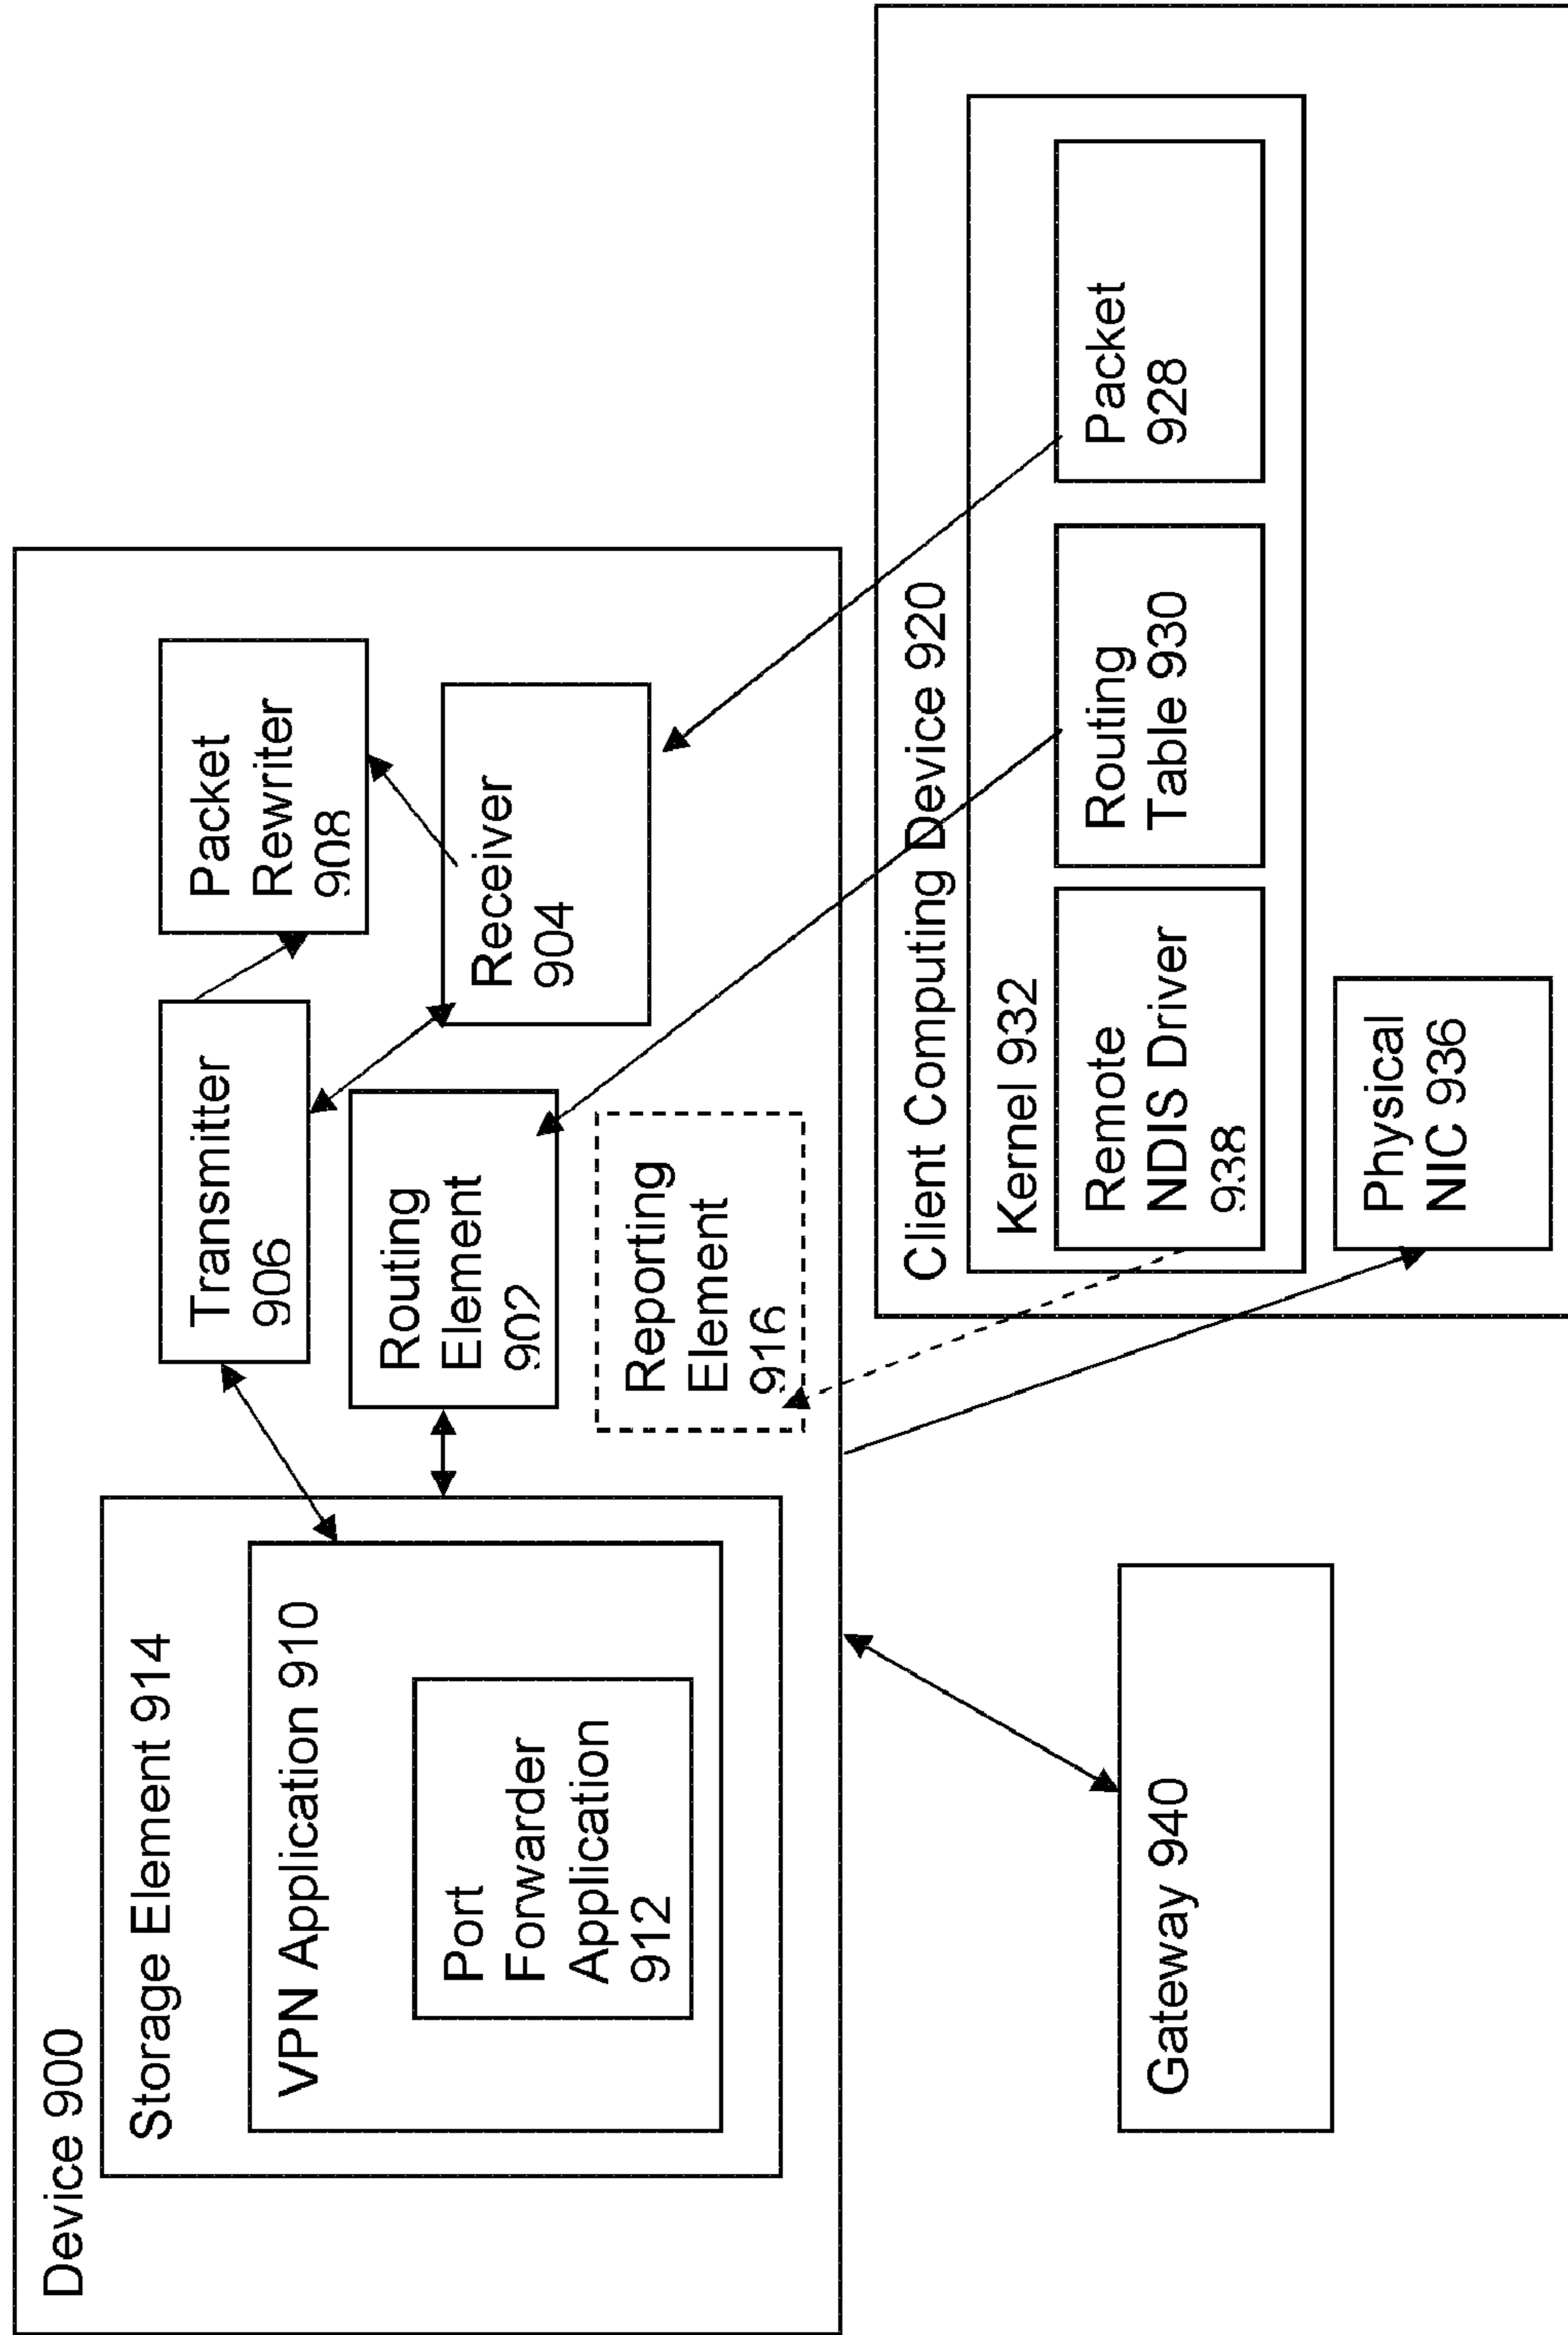 Device 900
Storage Element 914
VPN Application 910
Port
Forwarder
Application
912
Transmitter
906
Packet
Rewriter
908
Routing
Element
902
Receiver
904
Reporting
Element
916
Gateway 940
Client Computing Device 920
Kernel 932
Remote
NDIS Driver
938
Routing
Table 930
Packet
928
Physical
NIC 936